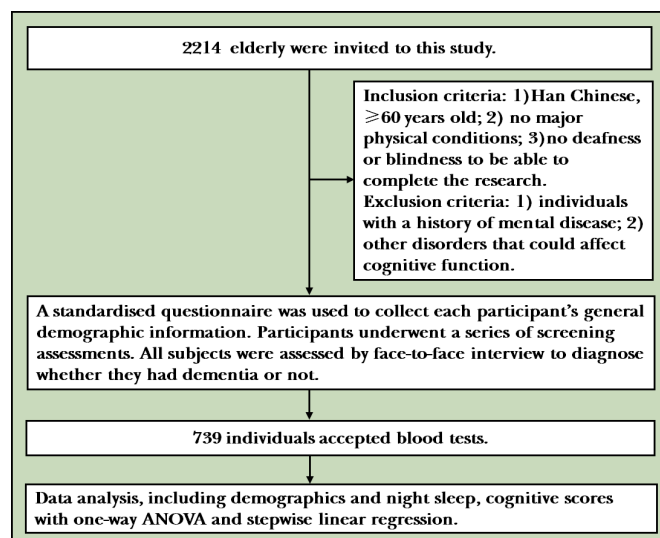 2214 elderly were invited to this study.
Inclusion criteria: 1)Han Chinese,
≥60 years old; 2) no major
physical conditions; 3)no deafness
or blindness to be able to
complete the research.
Exclusion criteria: 1) individuals
with a history of mental disease; 2)
other disorders that could affect
cognitive function.
A standardised questionnaire was used to collect each participant's general
demographic information. Participants underwent a series of screening
assessments. All subjects were assessed by face-to-face interview to diagnose
whether they had dementia or not.
739 individuals accepted blood tests.
Data analysis, including demographics and night sleep, cognitive scores
with one-way ANOVA and stepwise linear regression.